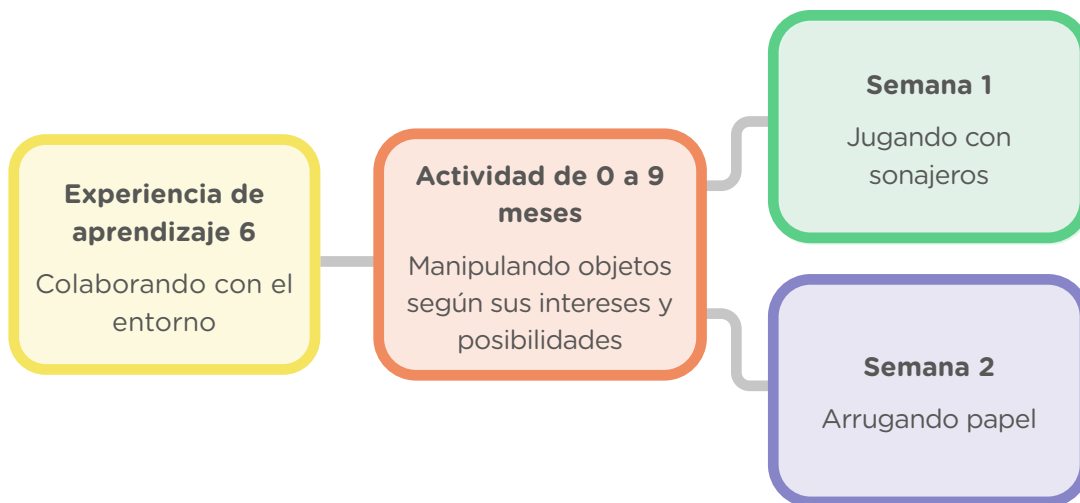 Experiencia de
aprendizaje 6
Colaborando con el
entorno
Actividad de 0 a 9
meses
Manipulando objetos
según sus intereses y
posibilidades
Semana 1
Jugando con
sonajeros
Semana 2
Arrugando papel